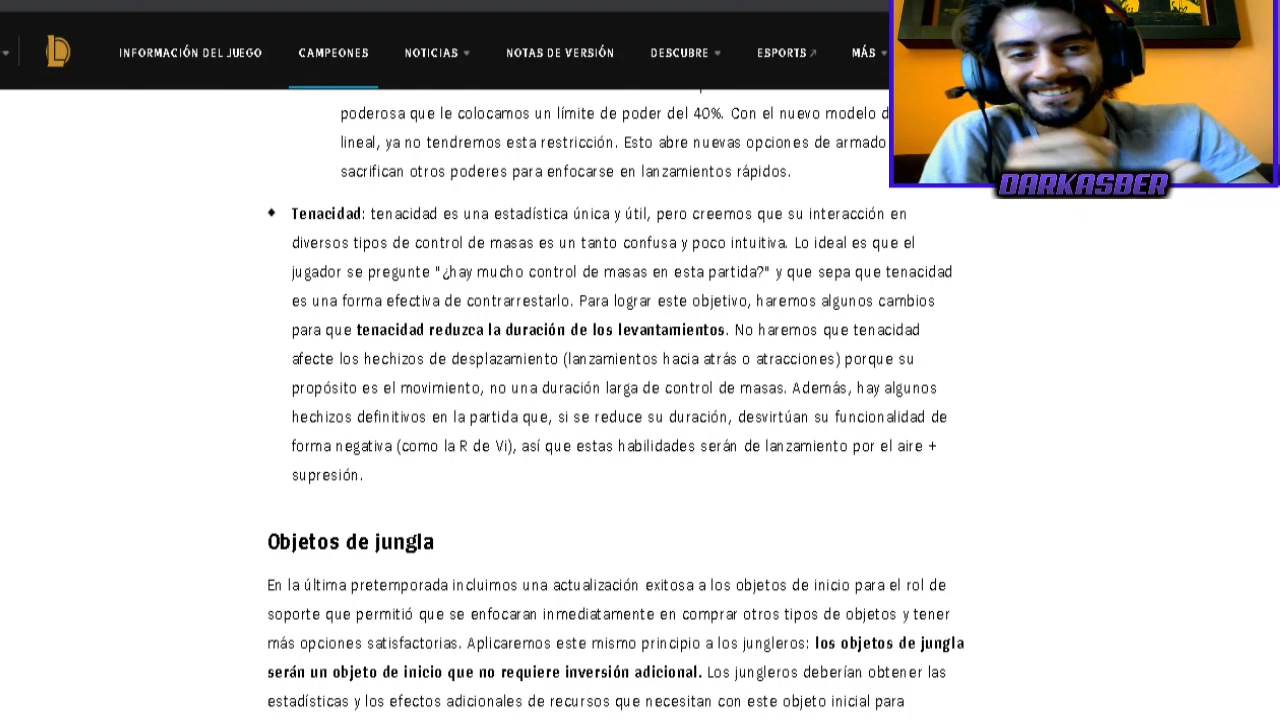 INFORMACIÓN DEL JUEGO CAMPEONES NOTICIAS NOTAS DE VERSIÓN DESCUBRE ESPORTS MÁS
poderosa que le colocamos un límite de poder del 40%. Con el nuevo modelo
lineal, ya no tendremos esta restricción. Esto abre nuevas opciones de armado
sacrifican otros poderes para enfocarse en lanzamientos rápidos.
DARKASBER
Tenacidad: tenacidad es una estadística única y útil, pero creemos que su interacción en
diversos tipos de control de masas es un tanto confusa y poco intuitiva. Lo ideal es que el
jugador se pregunte "¿hay mucho control de masas en esta partida?" y que sepa que tenacidad
es una forma efectiva de contrarrestarlo. Para lograr este objetivo, haremos algunos cambios
para que tenacidad reduzca la duración de los levantamientos. No haremos que tenacidad
afecte los hechizos de desplazamiento (lanzamientos hacia atrás o atracciones) porque su
propósito es el movimiento, no una duración larga de control de masas. Además, hay algunos
hechizos definitivos en la partida que, si se reduce su duración, desvirtúan su funcionalidad de
forma negativa (como la R de Vi), así que estas habilidades serán de lanzamiento por el aire +
supresión.
Objetos de jungla
En la última pretemporada incluimos una actualización exitosa a los objetos de inicio para el rol de
soporte que permitió que se enfocaran inmediatamente en comprar otros tipos de objetos y tener
más opciones satisfactorias. Aplicaremos este mismo principio a los jungleros: los objetos de jungla
serán un objeto de inicio que no requiere inversión adicional. Los jungleros deberían obtener las
estadísticas y los efectos adicionales de recursos que necesitan con este objeto inicial para